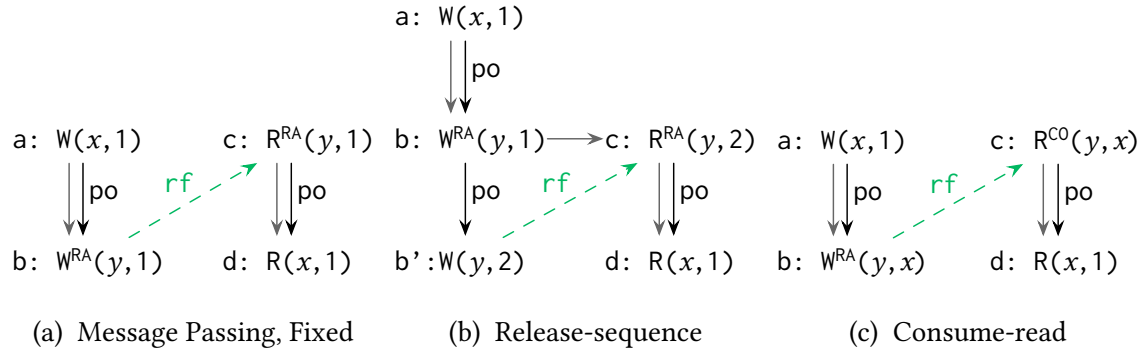 a: W(x,1)
po
a: W(x,1) c: R^RA(y,1) b: W^RA(y,1) c: R^RA(y,2) a: W(x,1) c: R^CO(y,x)
po rf po po rf po po rf po
b: W^RA(y,1) d: R(x,1) b':W(y,2) d: R(x,1) b: W^RA(y,x) d: R(x,1)
(a) Message Passing, Fixed (b) Release-sequence (c) Consume-read